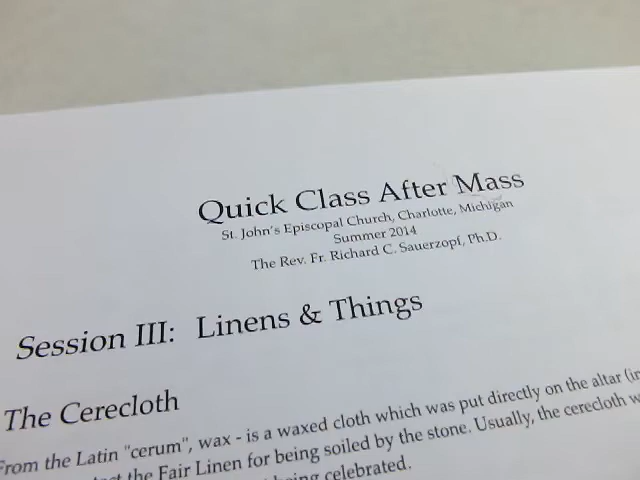 Quick Class After Mass
St. John's Episcopal Church, Charlotte, Michigan
Summer 2014
The Rev. Fr. Richard C. Sauerzopf, Ph.D.
Session III: Linens & Things
The Cerecloth
From the Latin "cerum", wax - is a waxed cloth which was put directly on the altar (in
the Fair Linen for being soiled by the stone. Usually, the cerecloth w
being celebrated.